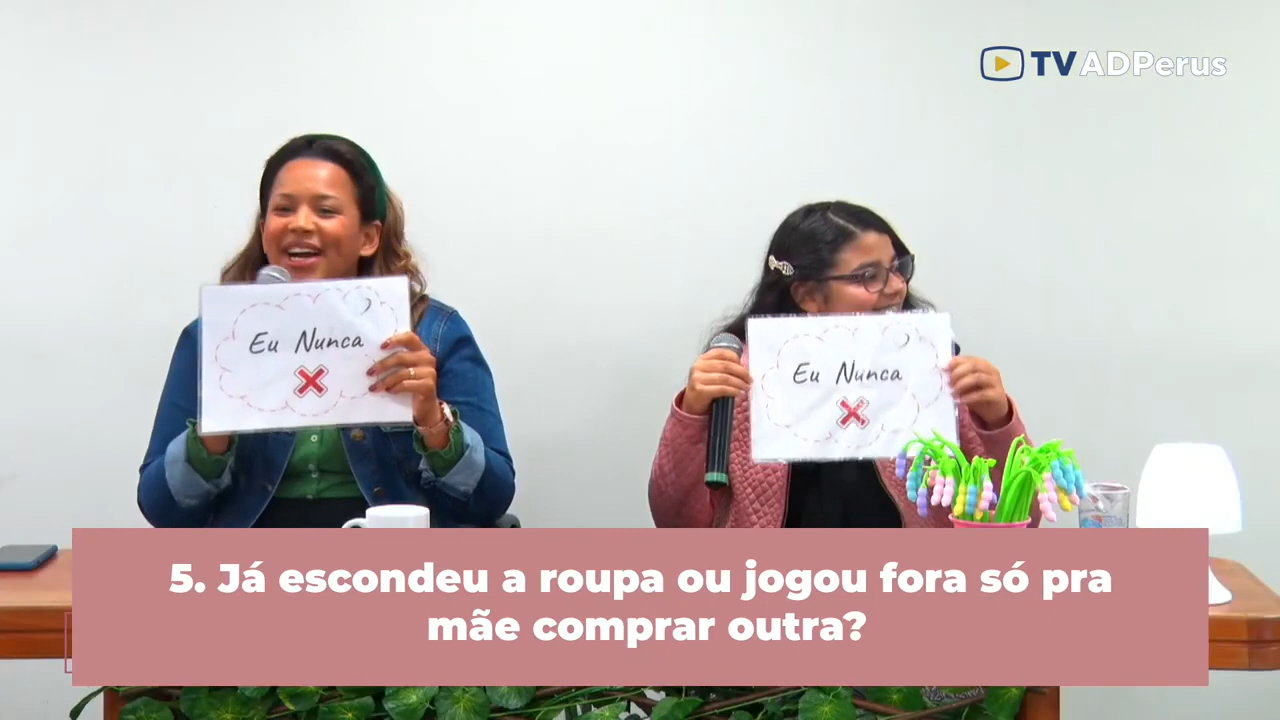 TVADPerus
Eu Nunca
Eu Nunca
5. Já escondeu a roupa ou jogou fora só pra
mãe comprar outra?